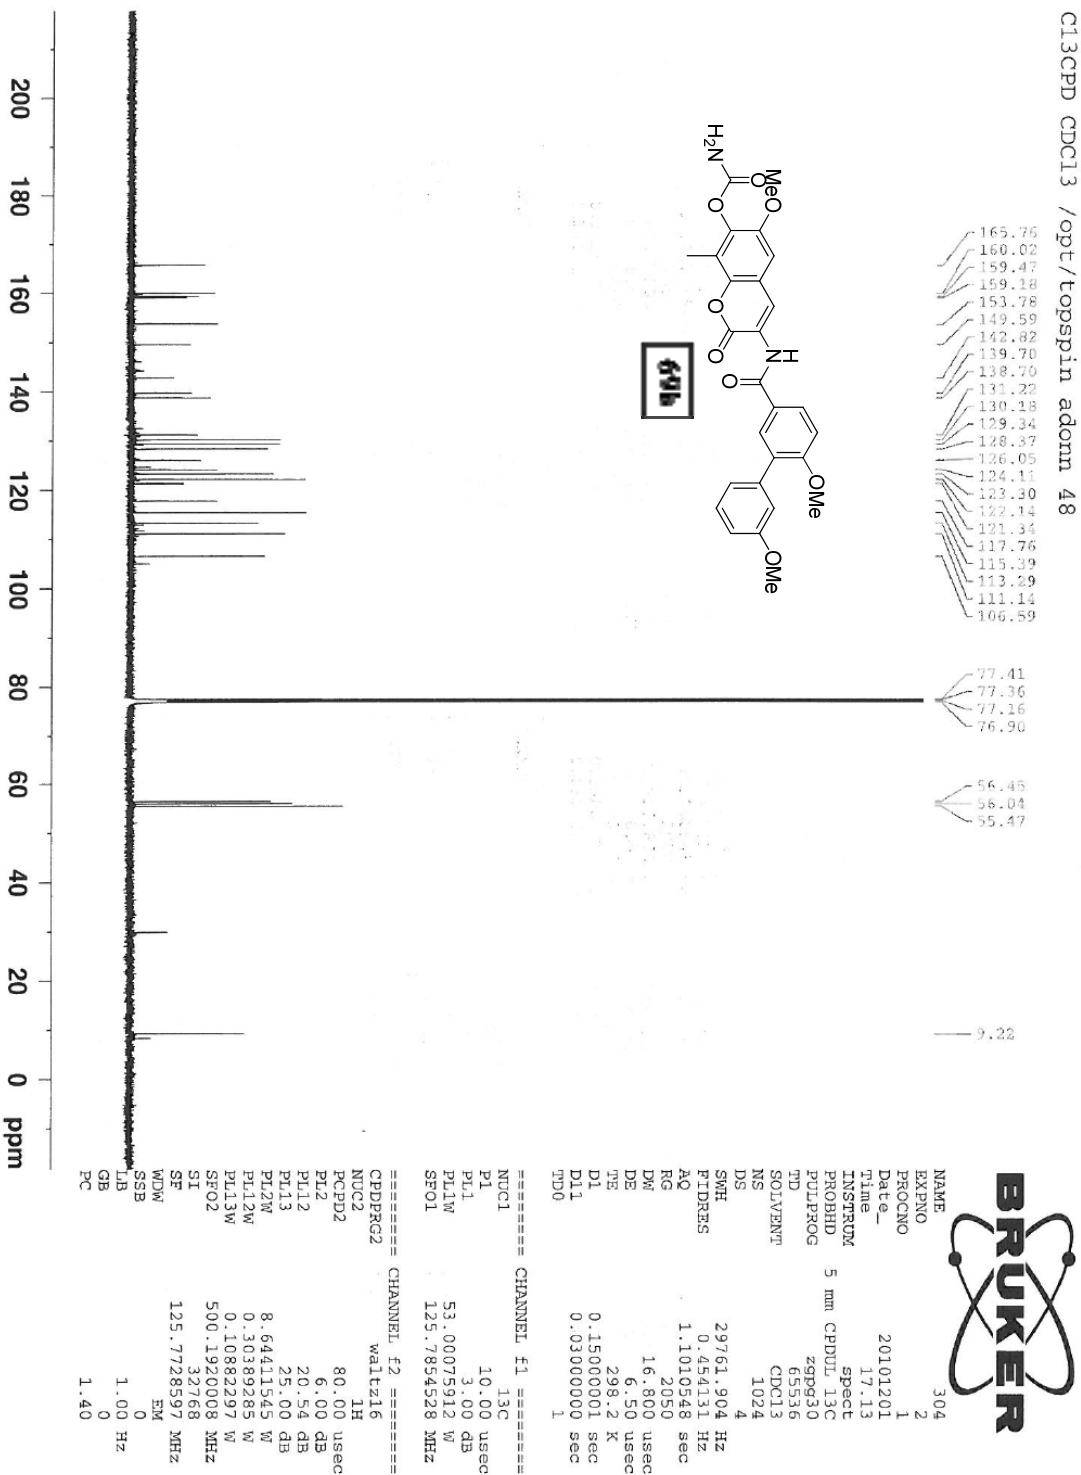 C13CPD CDCl3 /opt/topspin adonn 48
165.76
160.02
159.47
159.18
153.78
149.59
142.82
139.70
138.70
131.22
130.18
129.34
128.37
126.05
124.11
123.30
122.14
121.34
117.76
115.39
113.29
111.14
106.59
77.41
77.36
77.16
76.90
56.45
56.04
55.47
9.22
H2N
O
MeO
O
O
O
N
H
O
OMe
OMe
69b
200 180 160 140 120 100 80 60 40 20 0 ppm
BRUKER
NAME 304
EXPNO 2
PROCNO 1
Date_ 20101201
Time 17.13
INSTRUM spect
PROBHD 5 mm CPDUL 13C
PULPROG zgpg30
TD 65536
SOLVENT CDCl3
NS 1024
DS 4
SWH 29761.904 Hz
FIDRES 0.454131 Hz
AQ 1.1010548 sec
RG 2050
DW 16.800 usec
DE 6.50 usec
TE 298.2 K
D1 0.15000001 sec
D11 0.03000000 sec
TD0 1
======== CHANNEL f1 ========
NUC1 13C
P1 10.00 usec
PL1 3.00 dB
PL1W 53.00075912 W
SFO1 125.7854528 MHz
======== CHANNEL f2 ========
CPDPRG2 waltz16
NUC2 1H
PCPD2 80.00 usec
PL2 6.00 dB
PL12 20.54 dB
PL13 25.00 dB
PL2W 8.64411545 W
PL12W 0.30389285 W
PL13W 0.10882297 W
SFO2 500.1920008 MHz
SI 32768
SF 125.7728597 MHz
WDW EM
SSB 0
LB 1.00 Hz
GB 0
PC 1.40